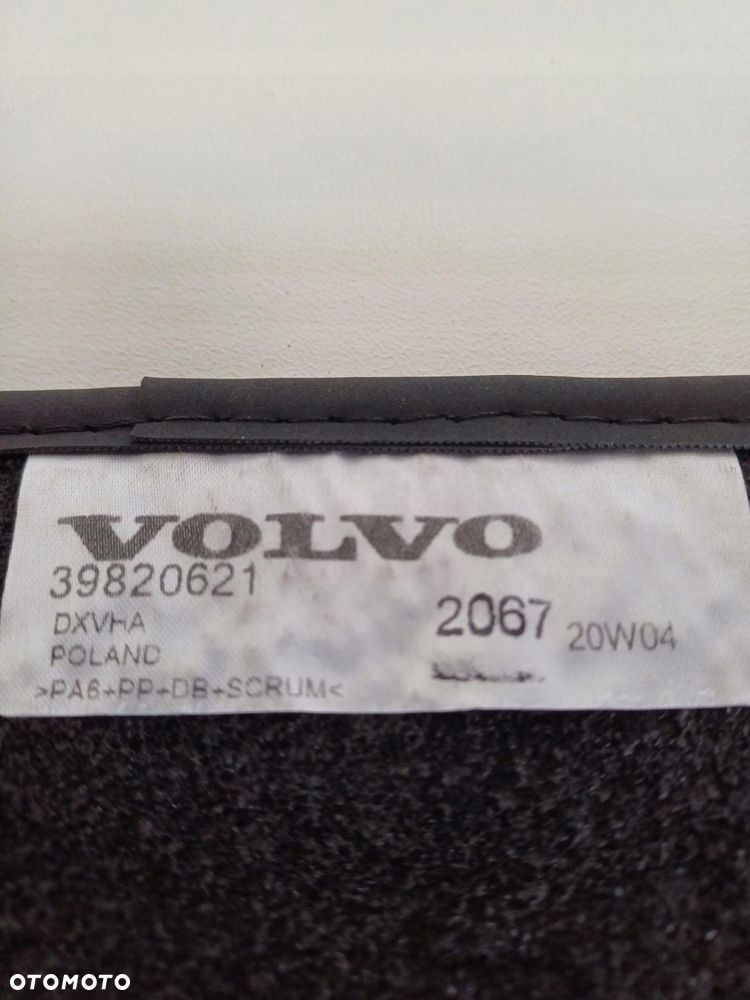 VOLVO
39820621
DXVHA
2067 20W04
POLAND
>PA6+PP+DB+SCRUM<
OTOMOTO